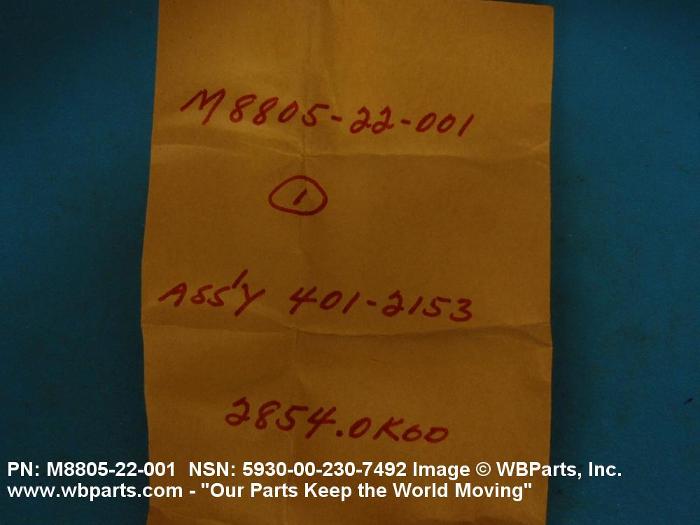 M8805-22-001
1
ASS'Y 401-2153
2854.0K00
PN: M8805-22-001 NSN: 5930-00-230-7492 Image © WBParts, Inc.
www.wbparts.com - "Our Parts Keep the World Moving"